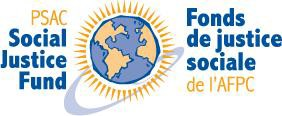 PSAC
Social
Justice
Fund
Fonds
de justice
sociale
de l'AFPC